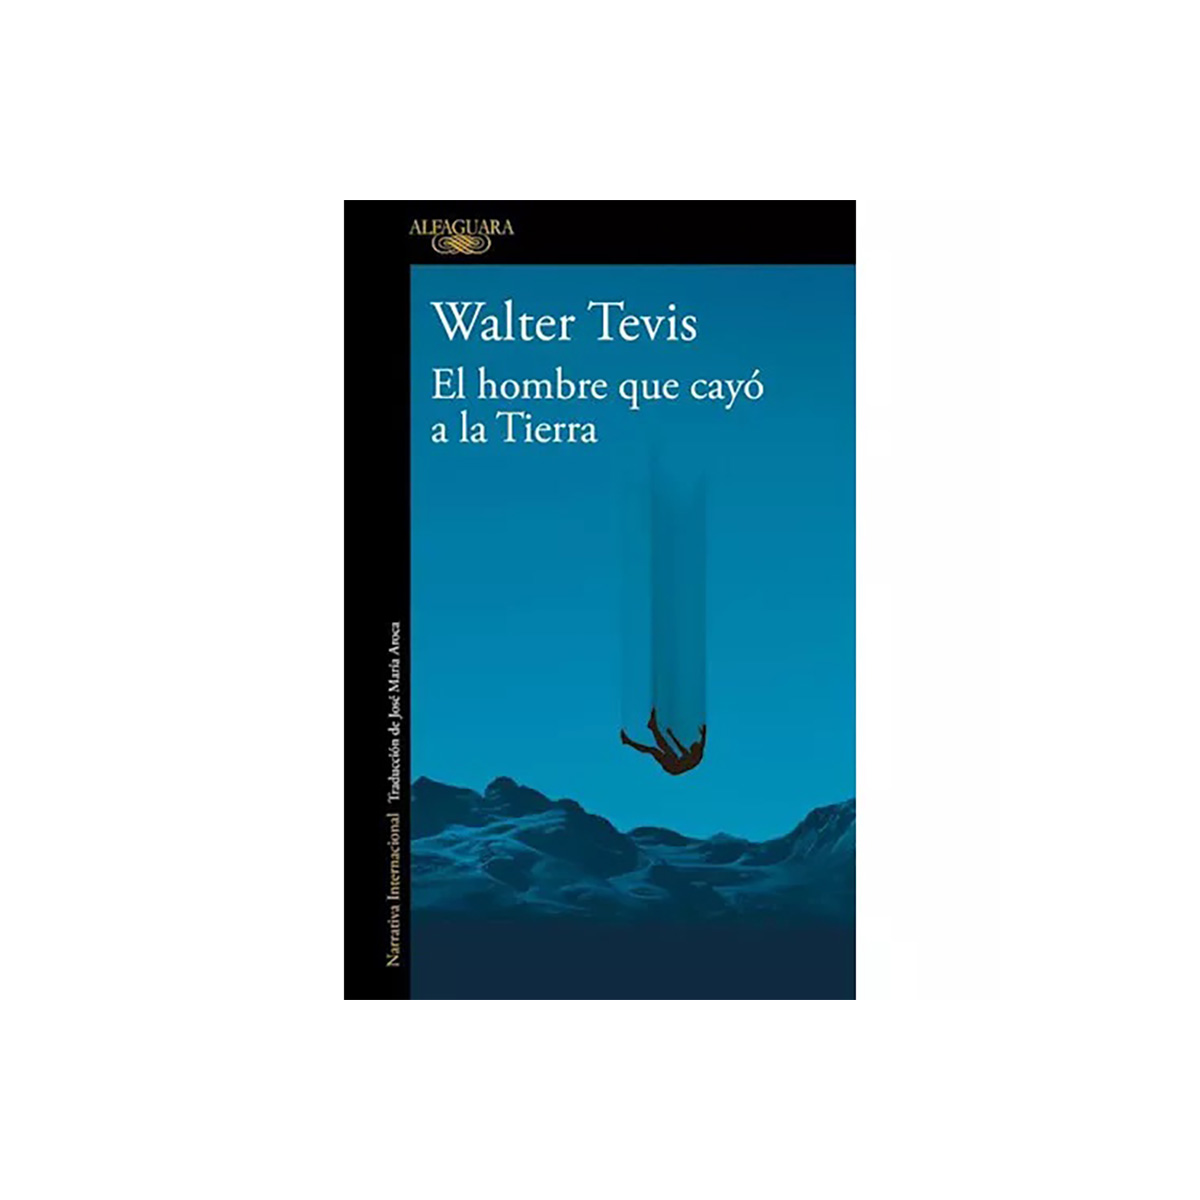 ALFAGUARA
Walter Tevis
El hombre que cayó
a la Tierra
Narrativa Internacional Traducción de José María Aroca